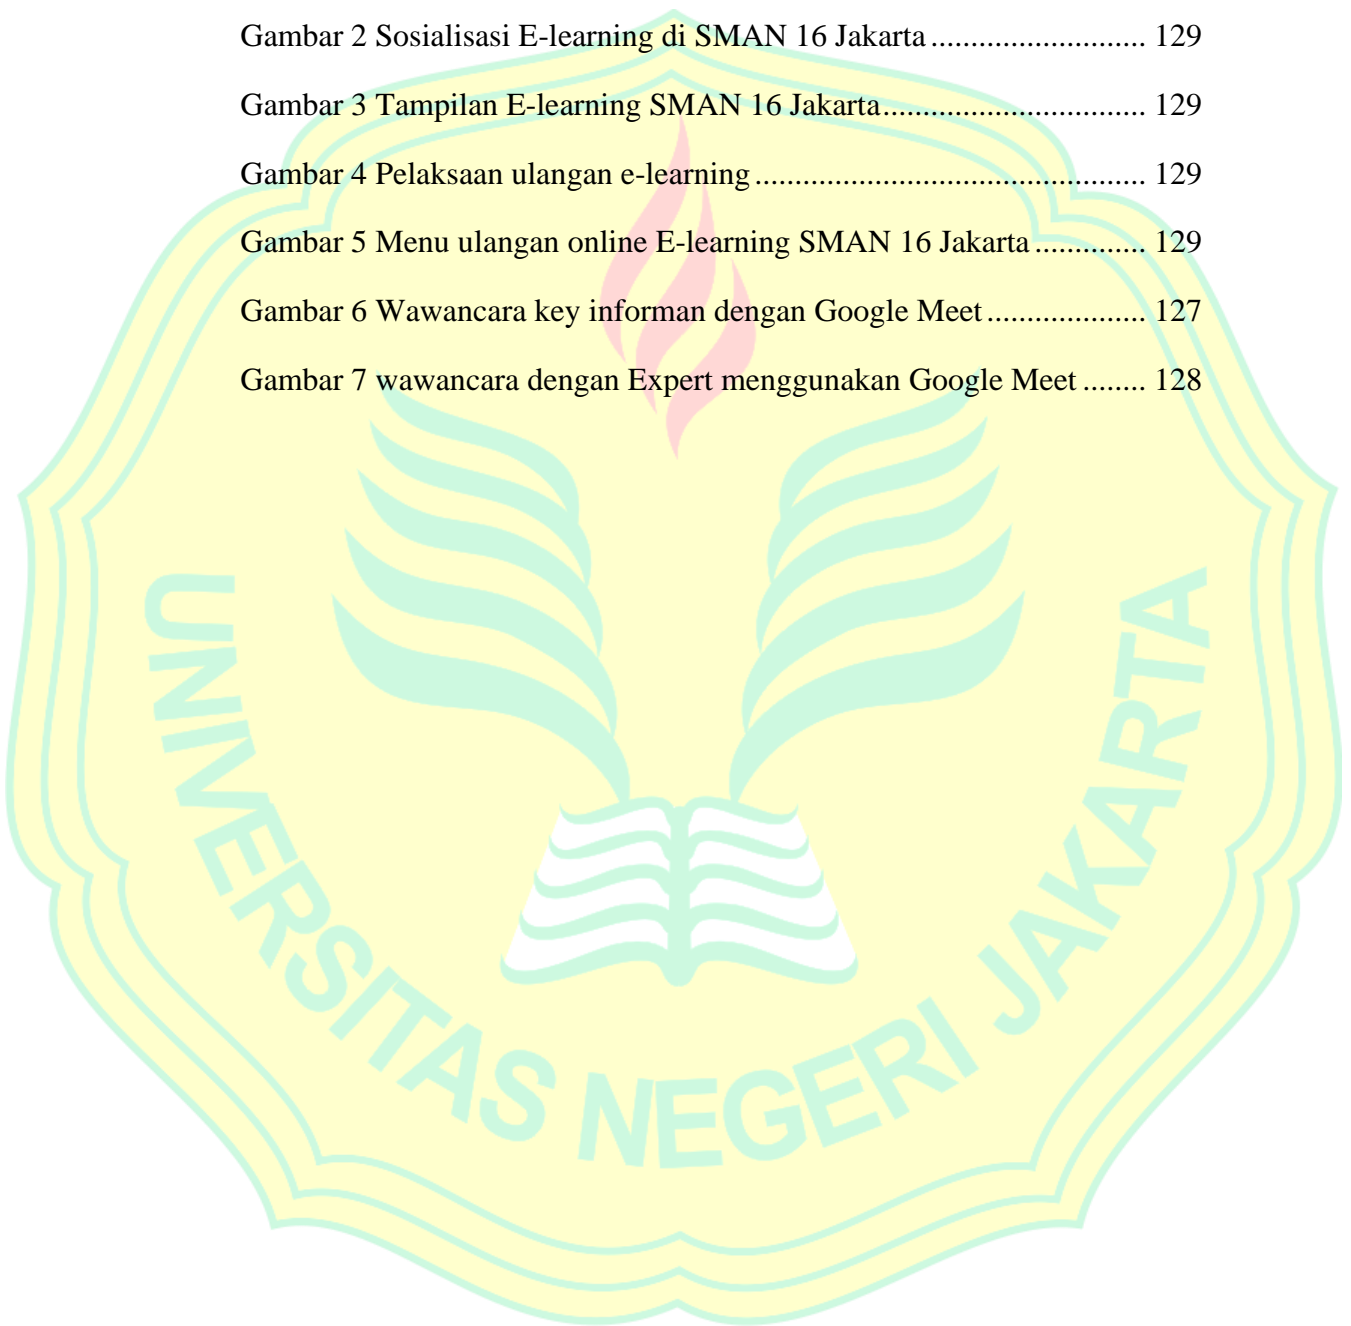 Gambar 2 Sosialisasi E-learning di SMAN 16 Jakarta ........................... 129
Gambar 3 Tampilan E-learning SMAN 16 Jakarta................................. 129
Gambar 4 Pelaksaan ulangan e-learning ................................................. 129
Gambar 5 Menu ulangan online E-learning SMAN 16 Jakarta .............. 129
Gambar 6 Wawancara key informan dengan Google Meet .................... 127
Gambar 7 wawancara dengan Expert menggunakan Google Meet ........ 128
UNIVERSITAS NEGERI JAKARTA